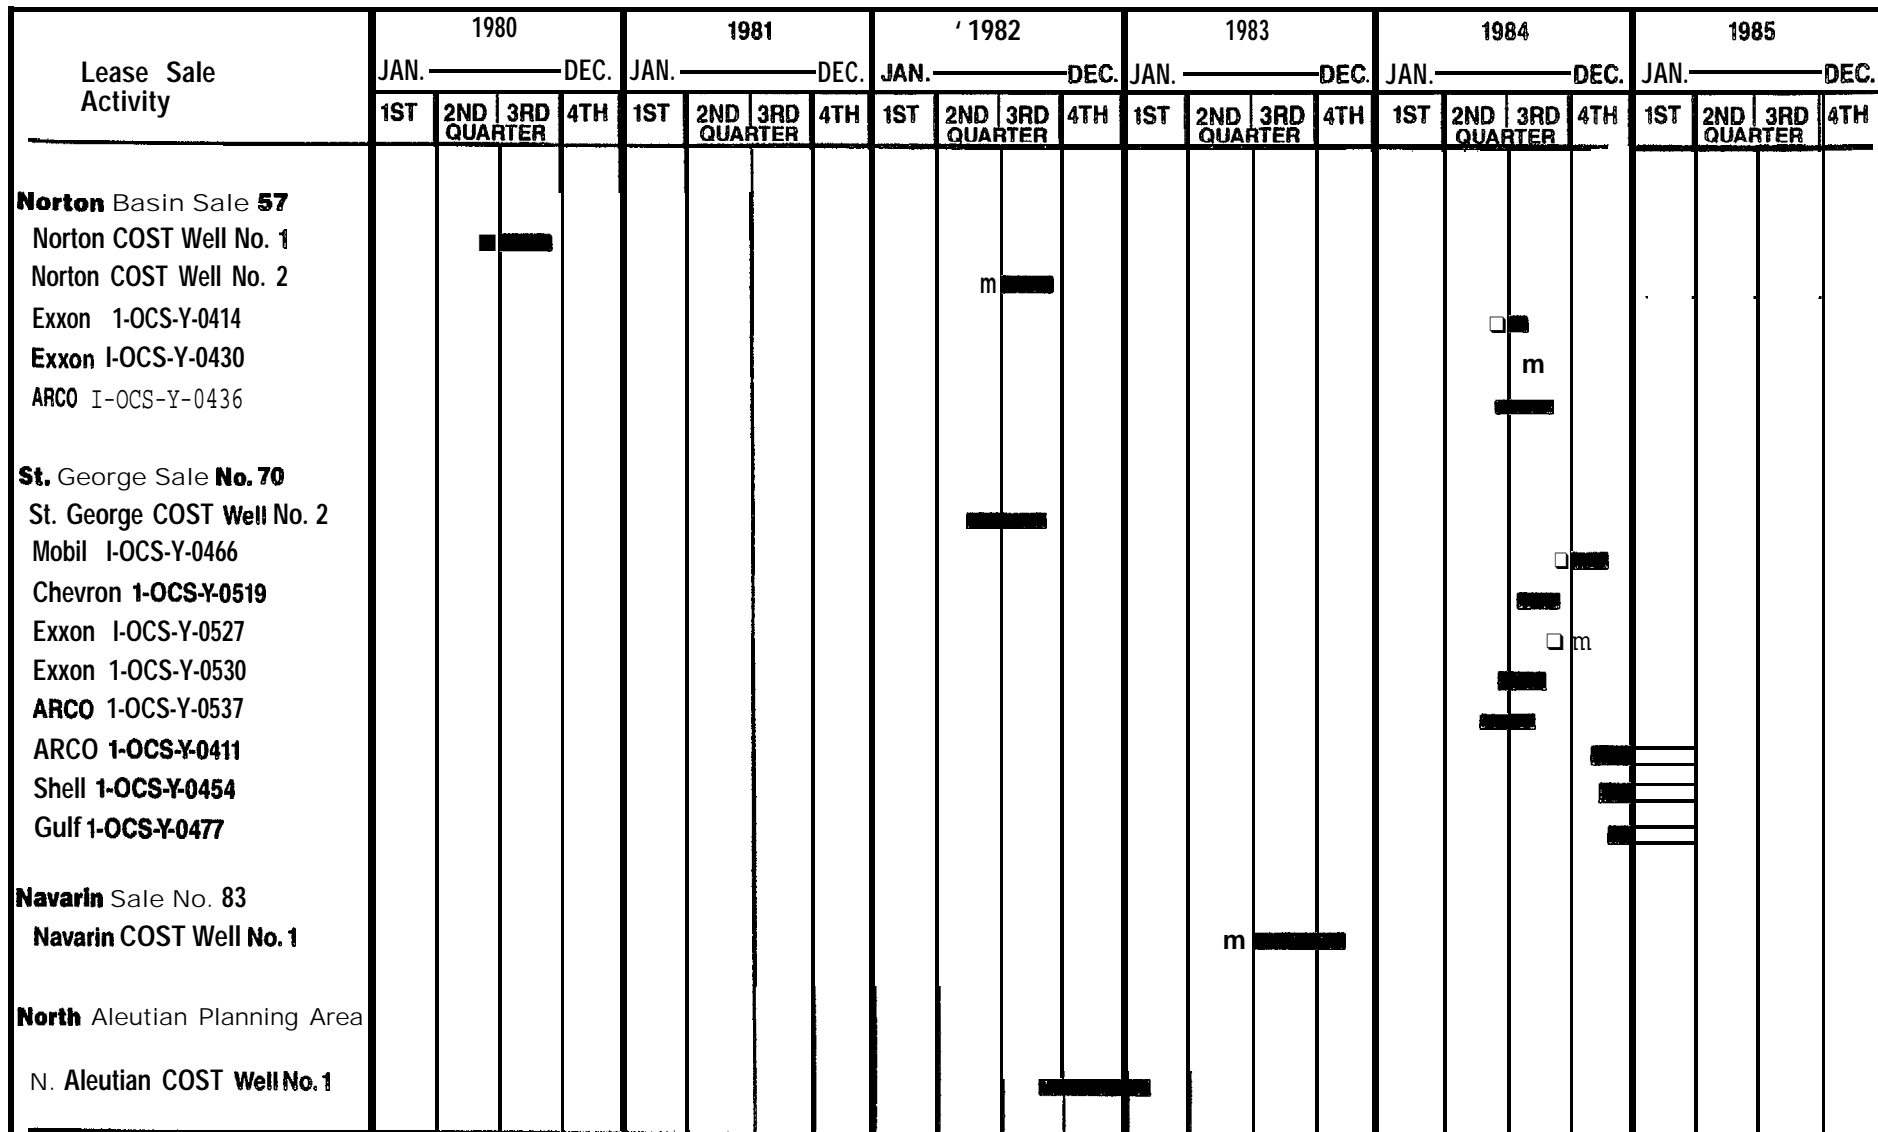 1980 1981 ′ 1982 1983 1984 1985
Lease Sale
Activity
JAN. DEC. JAN. DEC. JAN. DEC. JAN. DEC. JAN. DEC. JAN. DEC.
1ST 2ND 3RD 4TH 1ST 2ND 3RD 4TH 1ST 2ND 3RD 4TH 1ST 2ND 3RD 4TH 1ST 2ND 3RD 4TH 1ST 2ND 3RD 4TH
QUARTER QUARTER QUARTER QUARTER QUARTER QUARTER
Norton Basin Sale 57
Norton COST Well No. 1
Norton COST Well No. 2 m
Exxon 1-OCS-Y-0414
Exxon I-OCS-Y-0430 m
ARCO I-OCS-Y-0436
St. George Sale No. 70
St. George COST Well No. 2
Mobil I-OCS-Y-0466
Chevron 1-OCS-Y-0519
Exxon I-OCS-Y-0527 m
Exxon 1-OCS-Y-0530
ARCO 1-OCS-Y-0537
ARCO 1-OCS-Y-0411
Shell 1-OCS-Y-0454
Gulf 1-OCS-Y-0477
Navarin Sale No. 83
Navarin COST Well No. 1 m
North Aleutian Planning Area
N. Aleutian COST Well No. 1